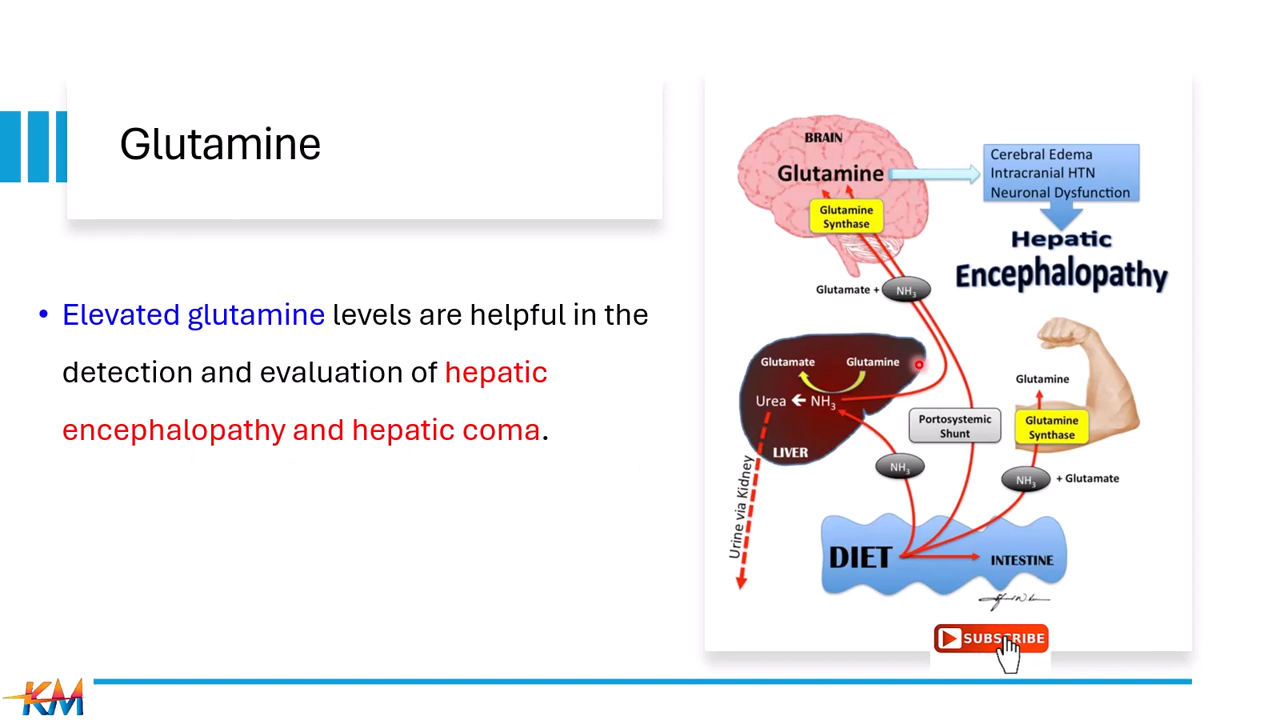 Glutamine
• Elevated glutamine levels are helpful in the
detection and evaluation of hepatic
encephalopathy and hepatic coma.
BRAIN
Glutamine
Glutamine
Synthase
Cerebral Edema
Intracranial HTN
Neuronal Dysfunction
Hepatic
Encephalopathy
Glutamate + NH3
Glutamate Glutamine
Urea NH3
LIVER
Urine via Kidney
Portosystemic
Shunt
NH3
Glutamine
Glutamine
Synthase
NH3 + Glutamate
DIET
INTESTINE
SUBSCRIBE
KM